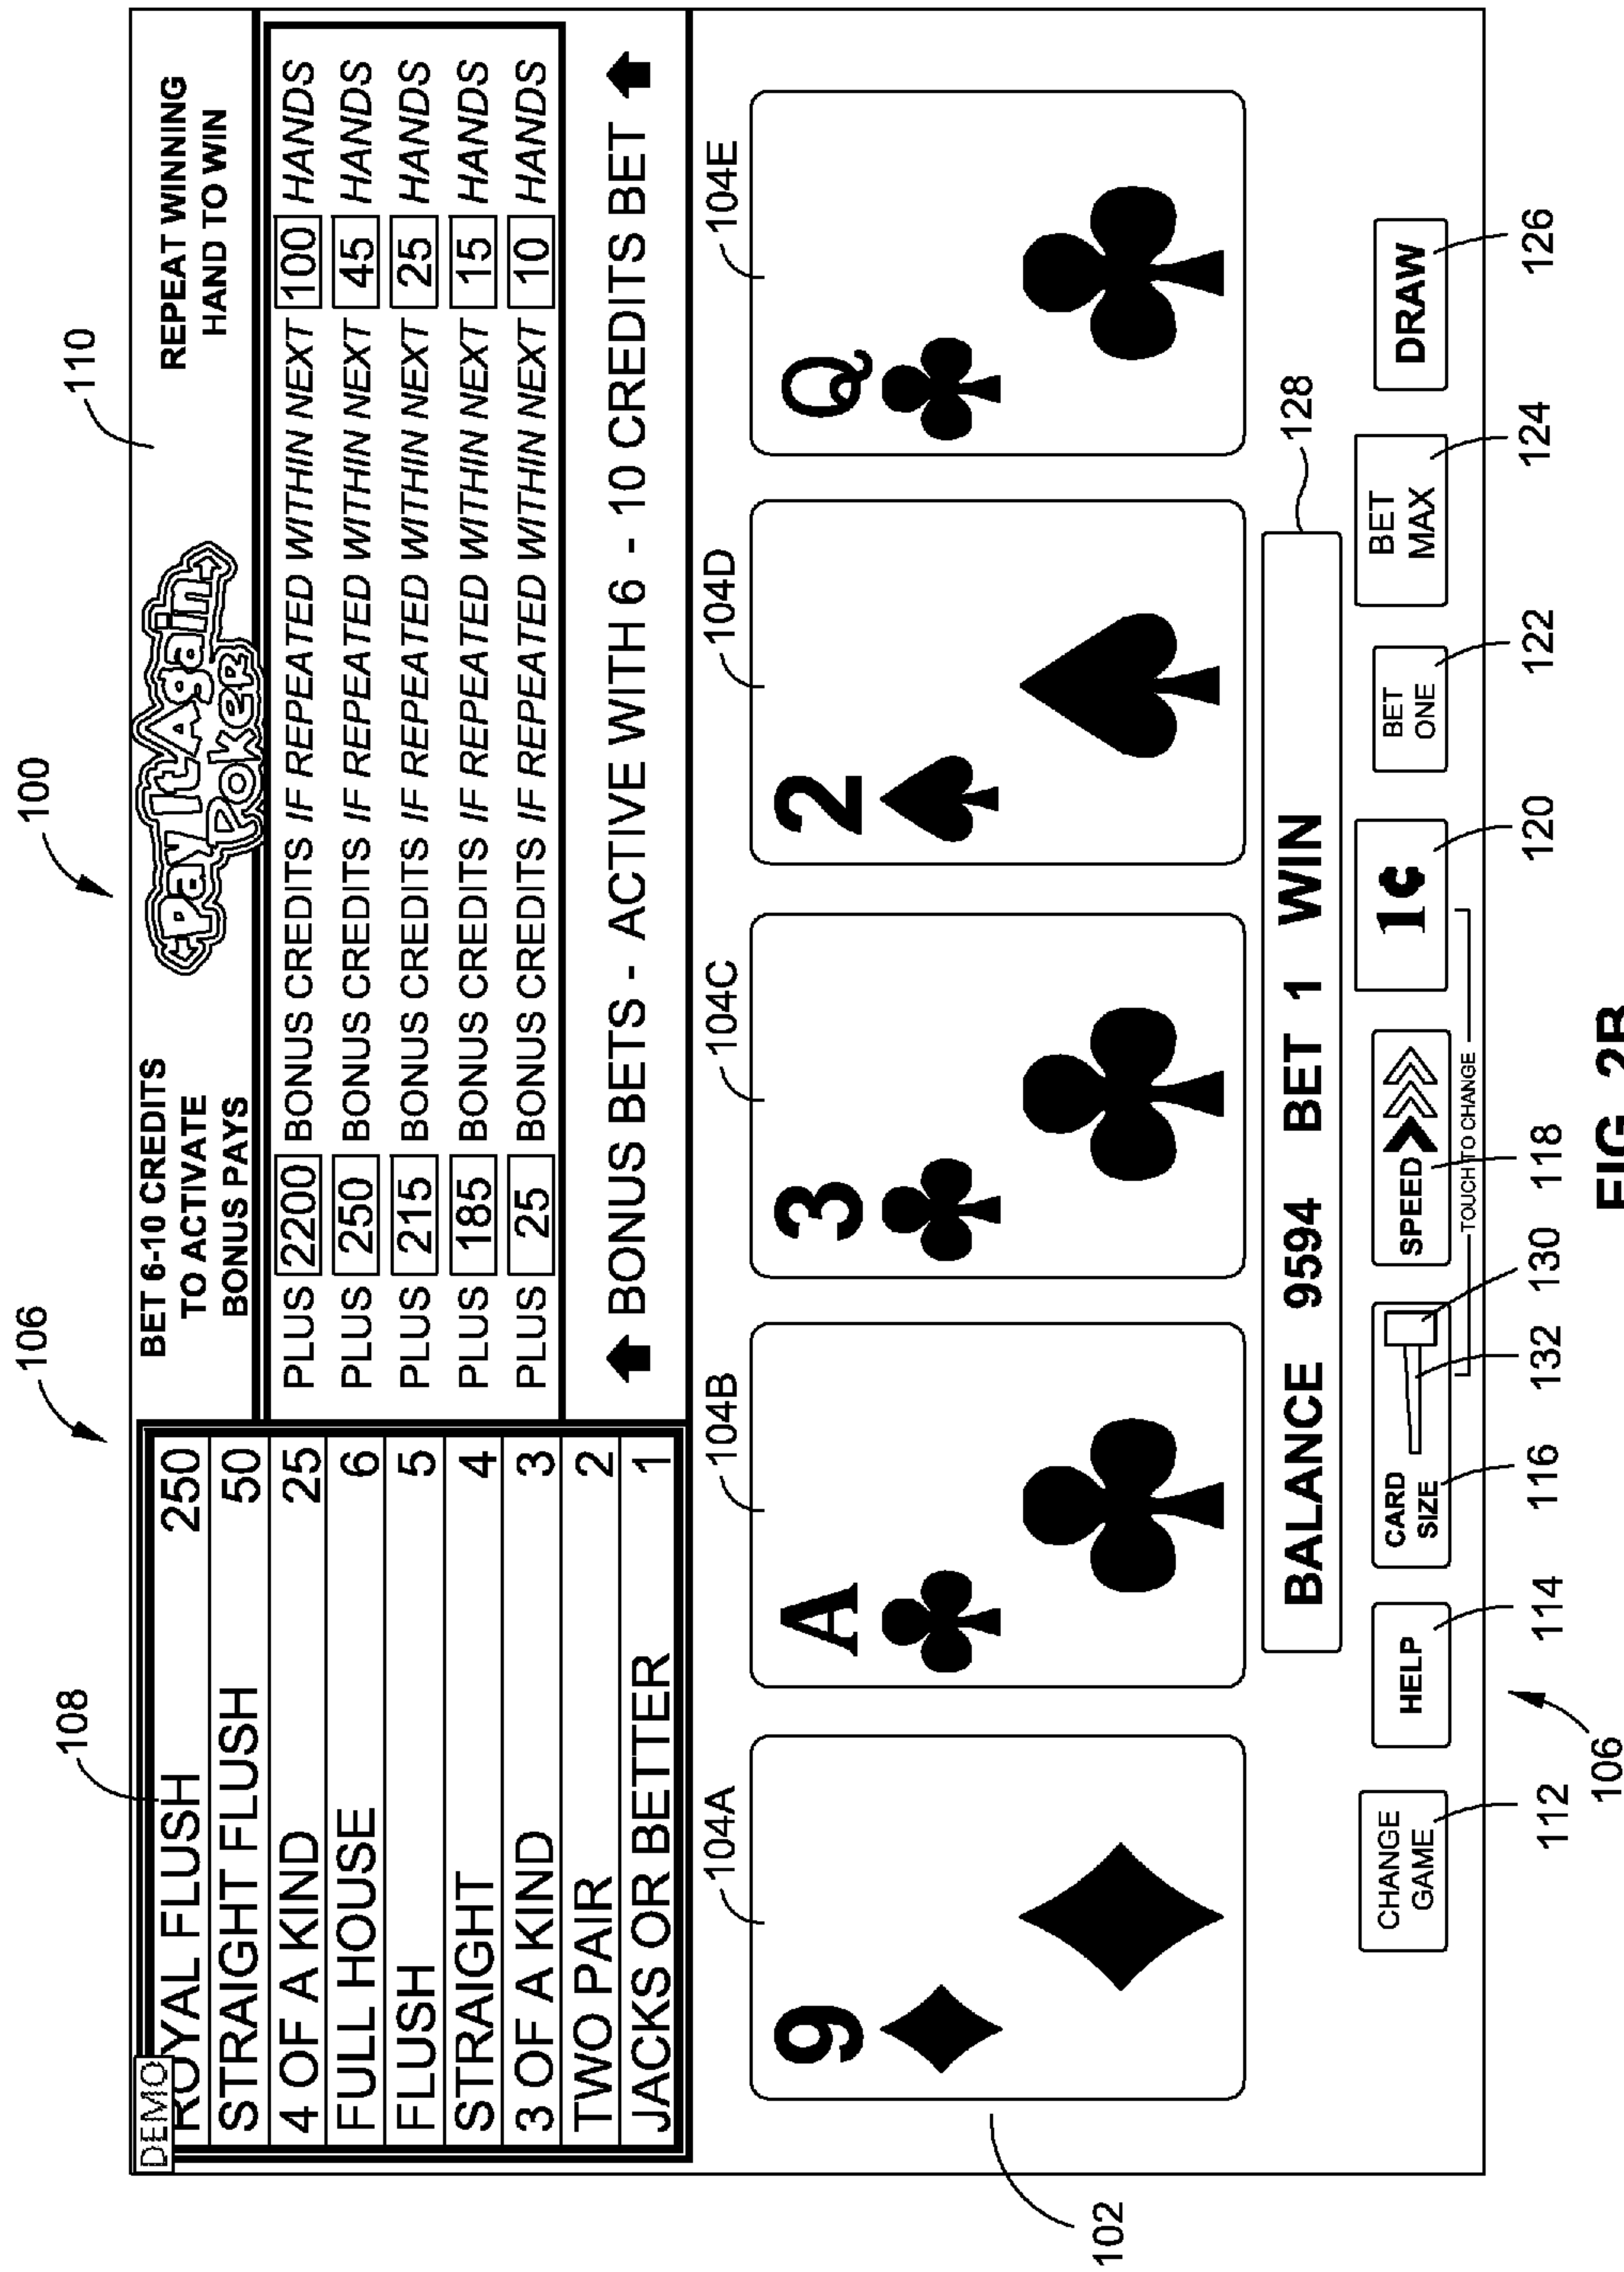 100
106
108
110
DEMO
ROYAL FLUSH 250
STRAIGHT FLUSH 50
4 OF A KIND 25
FULL HOUSE 6
FLUSH 5
STRAIGHT 4
3 OF A KIND 3
TWO PAIR 2
JACKS OR BETTER 1
BET 6-10 CREDITS
TO ACTIVATE
BONUS PAYS
Pay It Again
Poker
REPEAT WINNING
HAND TO WIN
PLUS 2200 BONUS CREDITS IF REPEATED WITHIN NEXT 100 HANDS
PLUS 250 BONUS CREDITS IF REPEATED WITHIN NEXT 45 HANDS
PLUS 215 BONUS CREDITS IF REPEATED WITHIN NEXT 25 HANDS
PLUS 185 BONUS CREDITS IF REPEATED WITHIN NEXT 15 HANDS
PLUS 25 BONUS CREDITS IF REPEATED WITHIN NEXT 10 HANDS
BONUS BETS - ACTIVE WITH 6 - 10 CREDITS BET
104A 104B 104C 104D 104E
9 A 3 2 Q
102
BALANCE 9594 BET 1 WIN
128
CHANGE
GAME
HELP
CARD
SIZE
SPEED
1¢
BET
ONE
BET
MAX
DRAW
TOUCH TO CHANGE
112 114 116 132 130 118 120 122 124 126
106
FIG. 2B